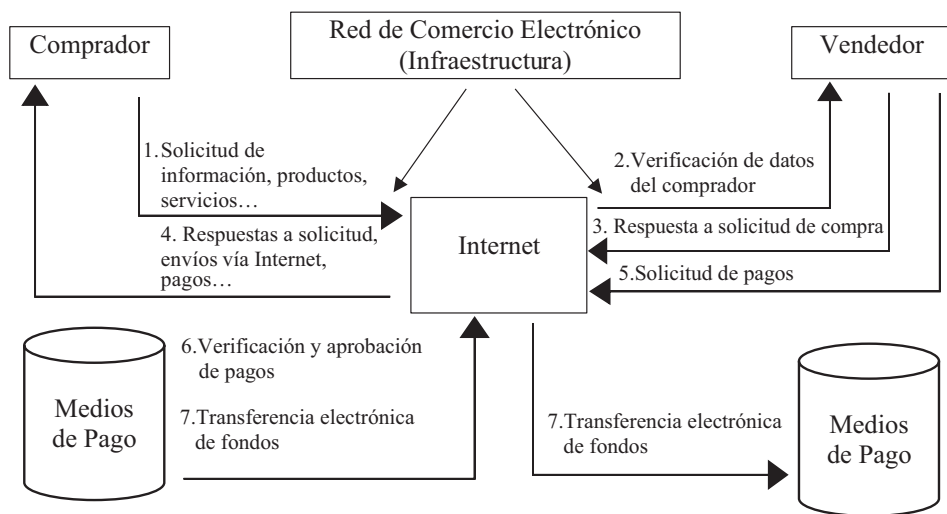 Comprador
Red de Comercio Electrónico
(Infraestructura)
Vendedor
1.Solicitud de
información, productos,
servicios…
2.Verificación de datos
del comprador
3. Respuesta a solicitud de compra
4. Respuestas a solicitud,
envíos vía Internet,
pagos…
Internet
5.Solicitud de pagos
6.Verificación y aprobación
de pagos
7.Transferencia electrónica
de fondos
Medios
de Pago
7.Transferencia electrónica
de fondos
Medios
de Pago